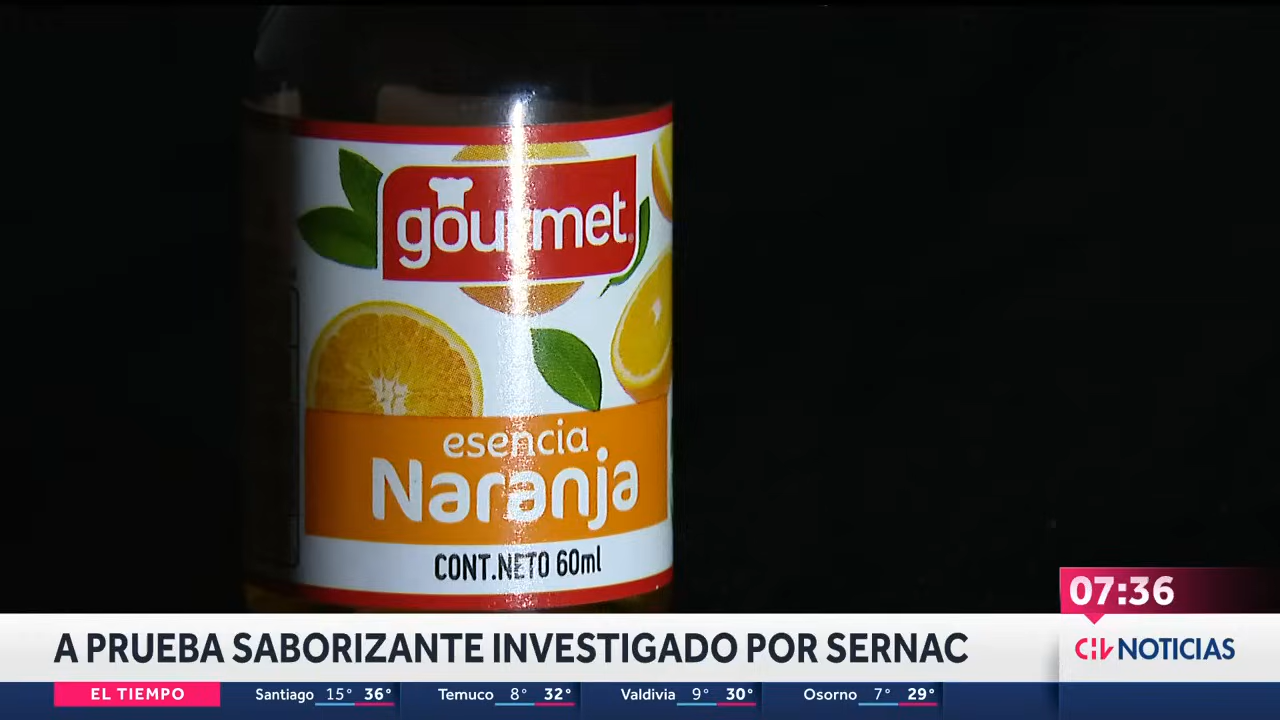 gourmet
esencia
Naranja
CONT.NETO 60ml
07:36
A PRUEBA SABORIZANTE INVESTIGADO POR SERNAC
CHV NOTICIAS
EL TIEMPO Santiago 15° 36° Temuco 8° 32° Valdivia 9° 30° Osorno 7° 29°